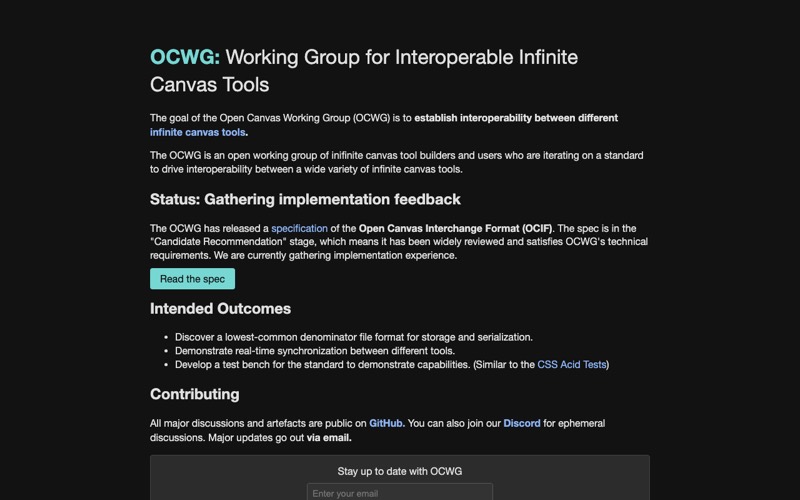 OCWG: Working Group for Interoperable Infinite
Canvas Tools
The goal of the Open Canvas Working Group (OCWG) is to establish interoperability between different
infinite canvas tools.
The OCWG is an open working group of inifinite canvas tool builders and users who are iterating on a standard
to drive interoperability between a wide variety of infinite canvas tools.
Status: Gathering implementation feedback
The OCWG has released a specification of the Open Canvas Interchange Format (OCIF). The spec is in the
"Candidate Recommendation" stage, which means it has been widely reviewed and satisfies OCWG's technical
requirements. We are currently gathering implementation experience.
Read the spec
Intended Outcomes
• Discover a lowest-common denominator file format for storage and serialization.
• Demonstrate real-time synchronization between different tools.
• Develop a test bench for the standard to demonstrate capabilities. (Similar to the CSS Acid Tests)
Contributing
All major discussions and artefacts are public on GitHub. You can also join our Discord for ephemeral
discussions. Major updates go out via email.
Stay up to date with OCWG
Enter your email